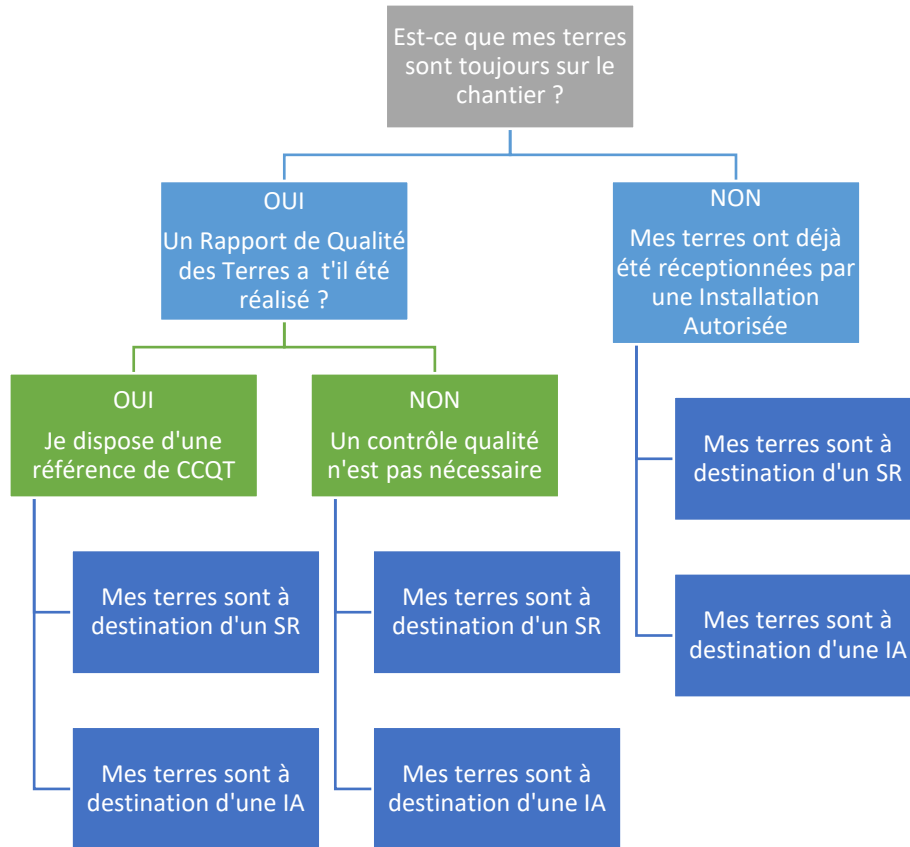 Est-ce que mes terres
sont toujours sur le
chantier ?
OUI
Un Rapport de Qualité
des Terres a t'il été
réalisé ?
NON
Mes terres ont déjà
été réceptionnées par
une Installation
Autorisée
OUI
Je dispose d'une
référence de CCQT
NON
Un contrôle qualité
n'est pas nécessaire
Mes terres sont à
destination d'un SR
Mes terres sont à
destination d'une IA
Mes terres sont à
destination d'un SR
Mes terres sont à
destination d'une IA
Mes terres sont à
destination d'un SR
Mes terres sont à
destination d'une IA